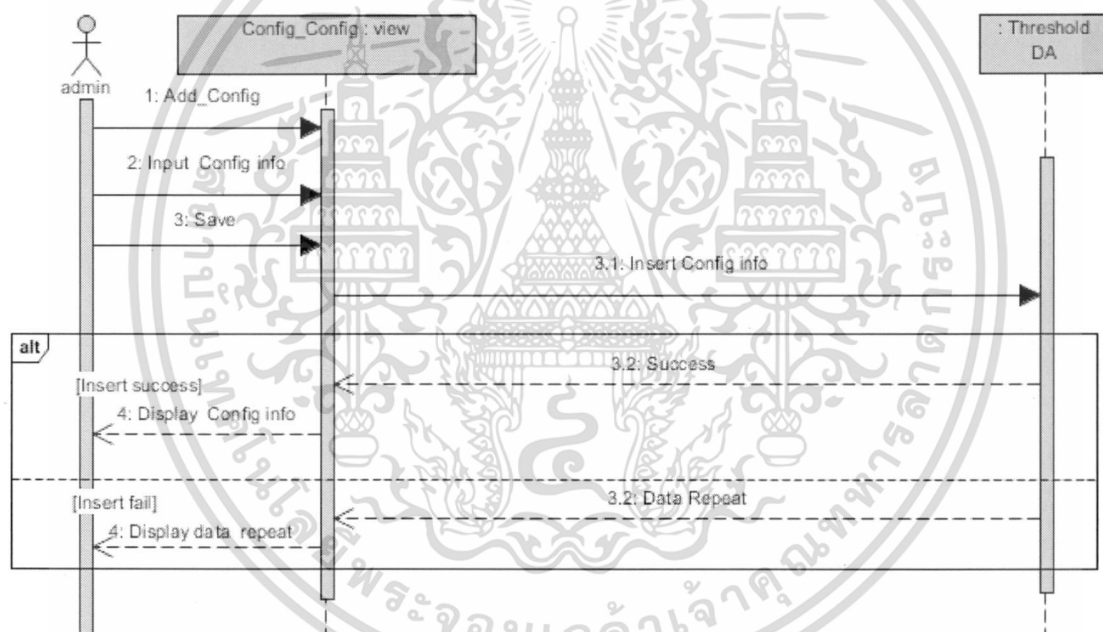 Config_Config : view
: Threshold
DA
admin
1: Add_Config
2: Input Config info
3: Save
3.1: Insert Config info
alt
3.2: Success
[Insert success]
4: Display Config info
[Insert fail]
3.2: Data Repeat
4: Display data repeat